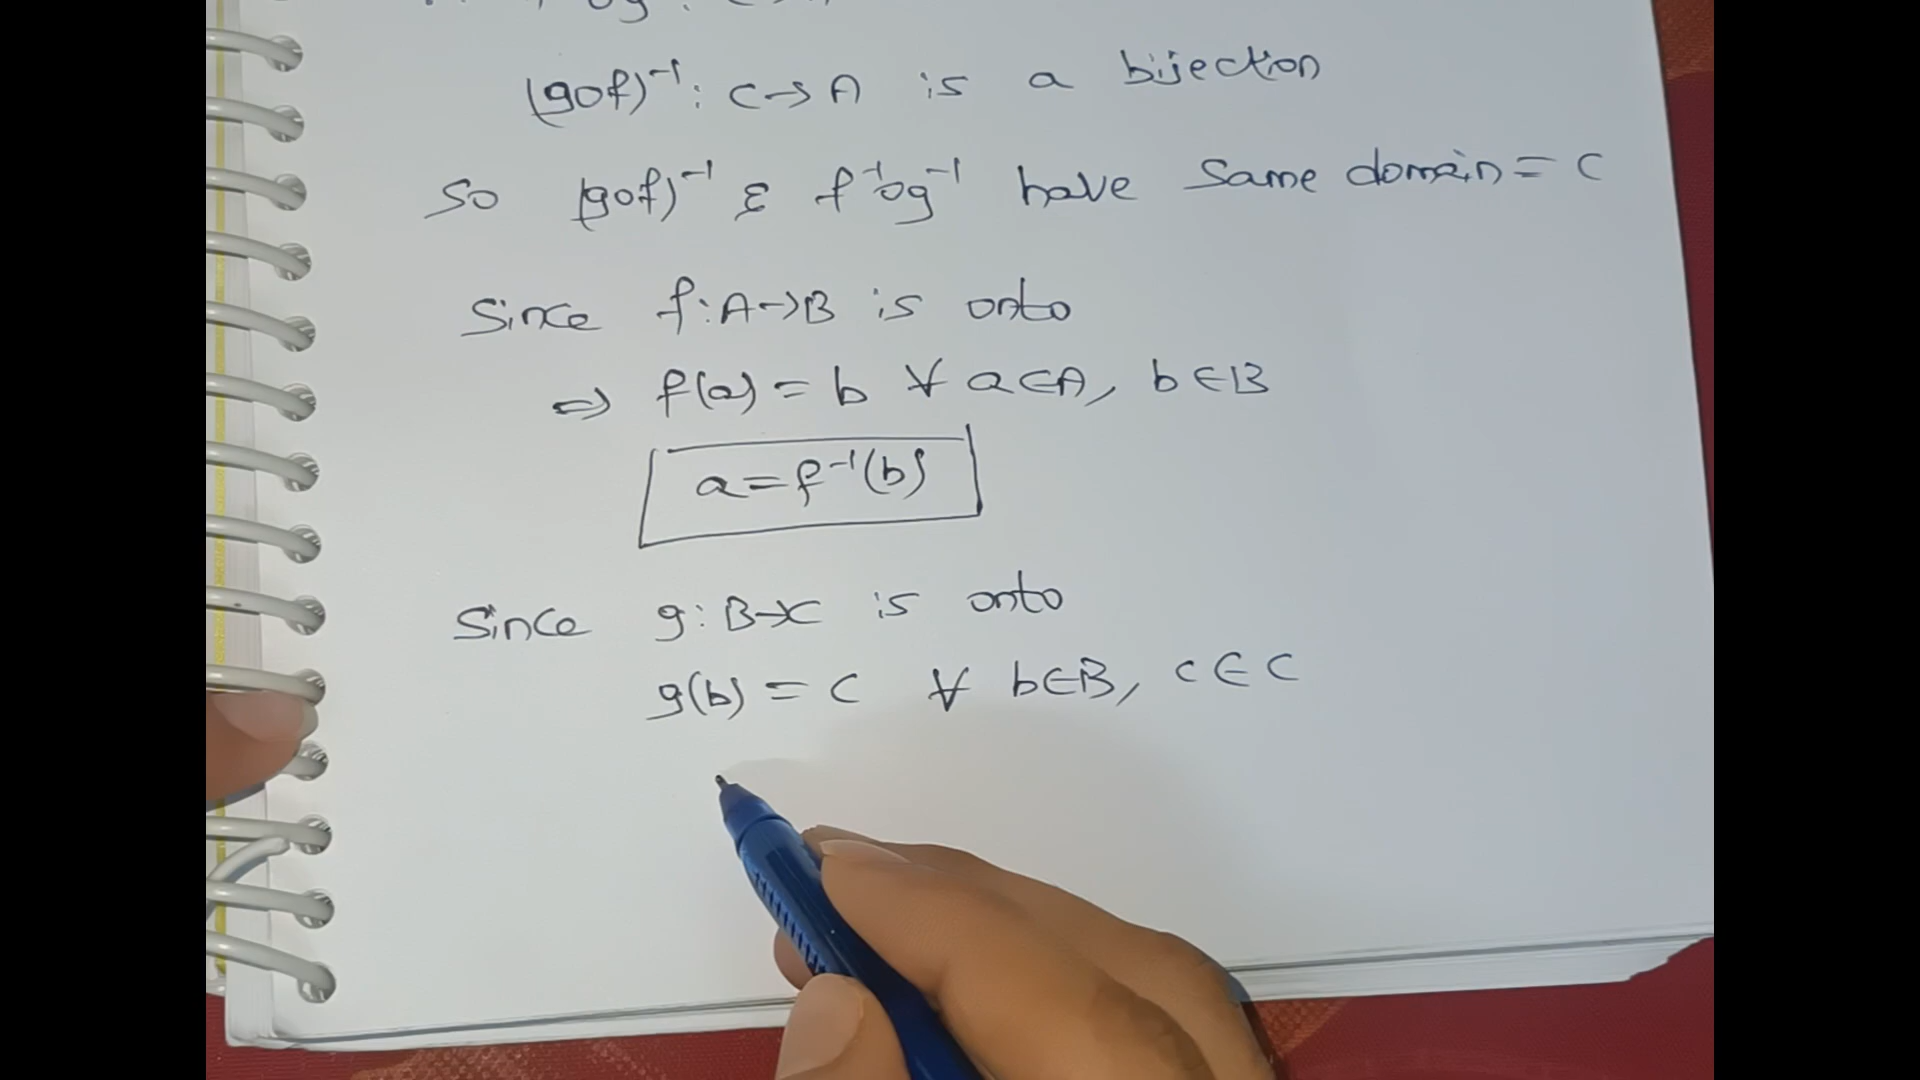 (gof)⁻¹: C→A is a bijection
So (gof)⁻¹ & f⁻¹og⁻¹ have same domain = C
Since f: A→B is onto
⇒ f(a) = b ∀ a∈A, b∈B
a = f⁻¹(b)
Since g: B→C is onto
g(b) = c ∀ b∈B, c∈C